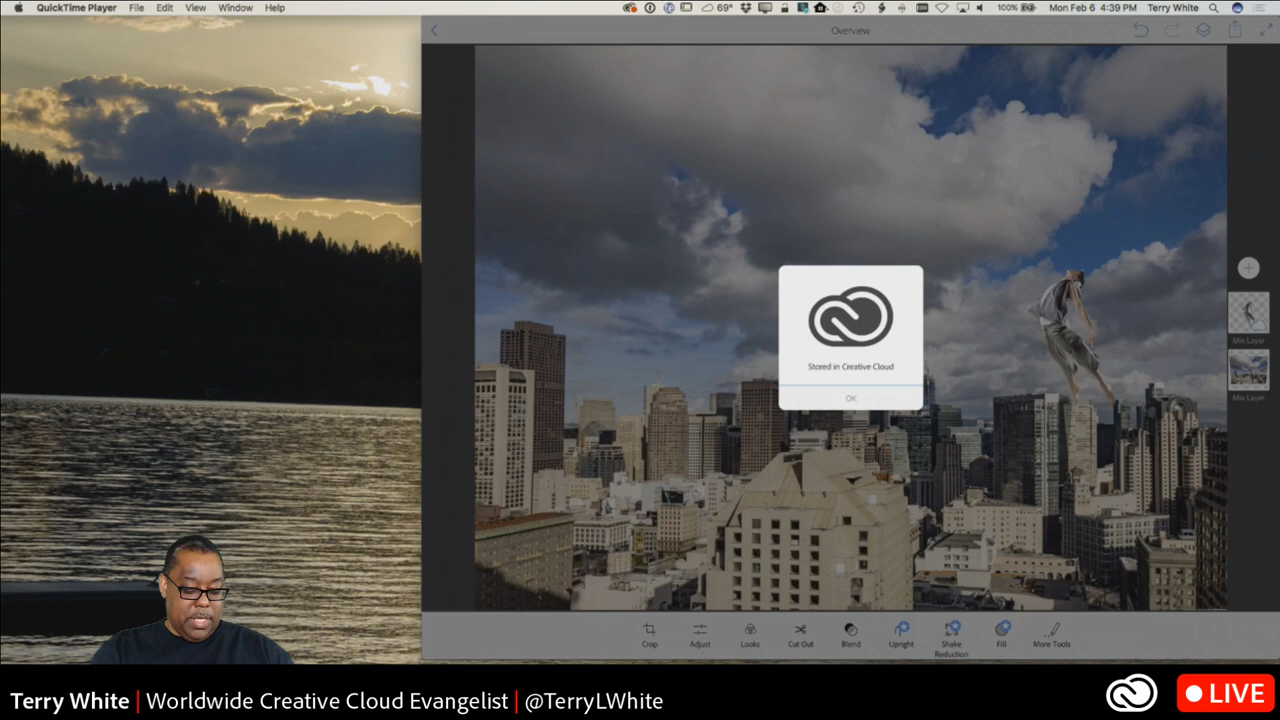 QuickTime Player File Edit View Window Help
69° 100% Mon Feb 6 4:39 PM Terry White
Overview
Stored in Creative Cloud
OK
Mix Layer
Mix Layer
Crop Adjust Looks Cut Out Blend Upright Shake Reduction Fill More Tools
Terry White | Worldwide Creative Cloud Evangelist | @TerryLWhite
LIVE